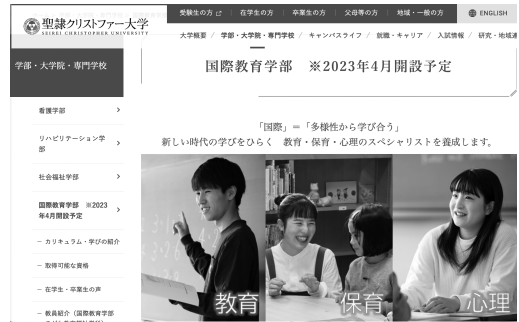 受験生の方
在学生の方
卒業生の方
父母等の方
地域・一般の方
ENGLISH
聖隷クリストファー大学
SEIREI CHRISTOPHER UNIVERSITY
大学概要 / 学部・大学院・専門学校 / キャンパスライフ / 就職・キャリア / 入試情報 / 研究・地域連
学部・大学院・専門学校
国際教育学部 ※2023年4月開設予定
看護学部
リハビリテーション学
部
社会福祉学部
国際教育学部 ※2023
年4月開設予定
– カリキュラム・学びの紹介
– 取得可能な資格
– 在学生・卒業生の声
– 教員紹介（国際教育学部
「国際」＝「多様性から学び合う」
新しい時代の学びをひらく 教育・保育・心理のスペシャリストを養成します。
教育
保育
心理